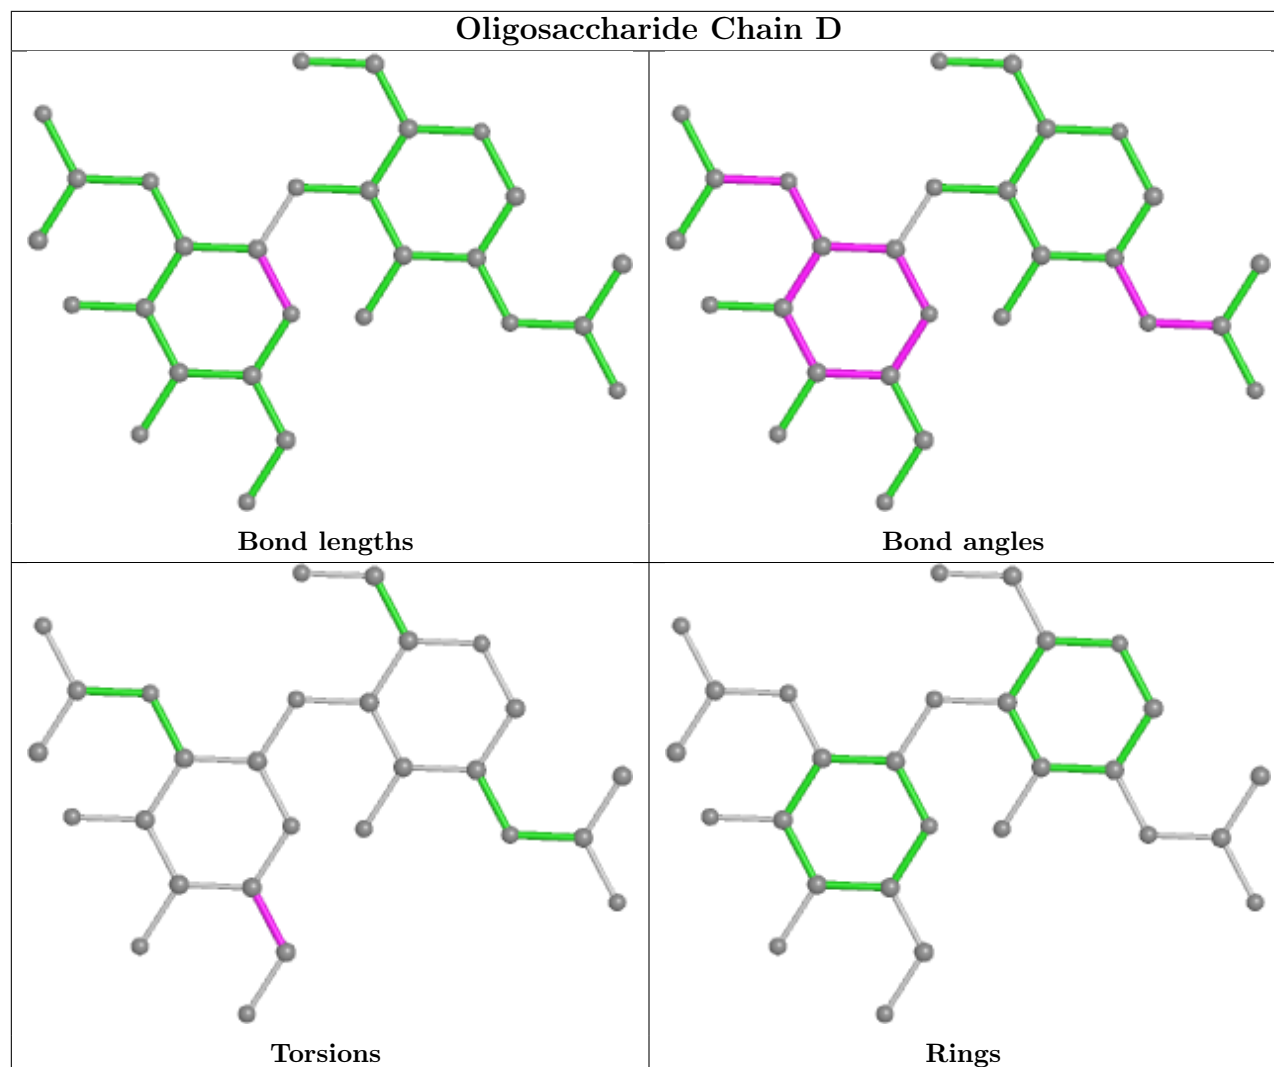 Oligosaccharide Chain D
Bond lengths
Bond angles
Torsions
Rings